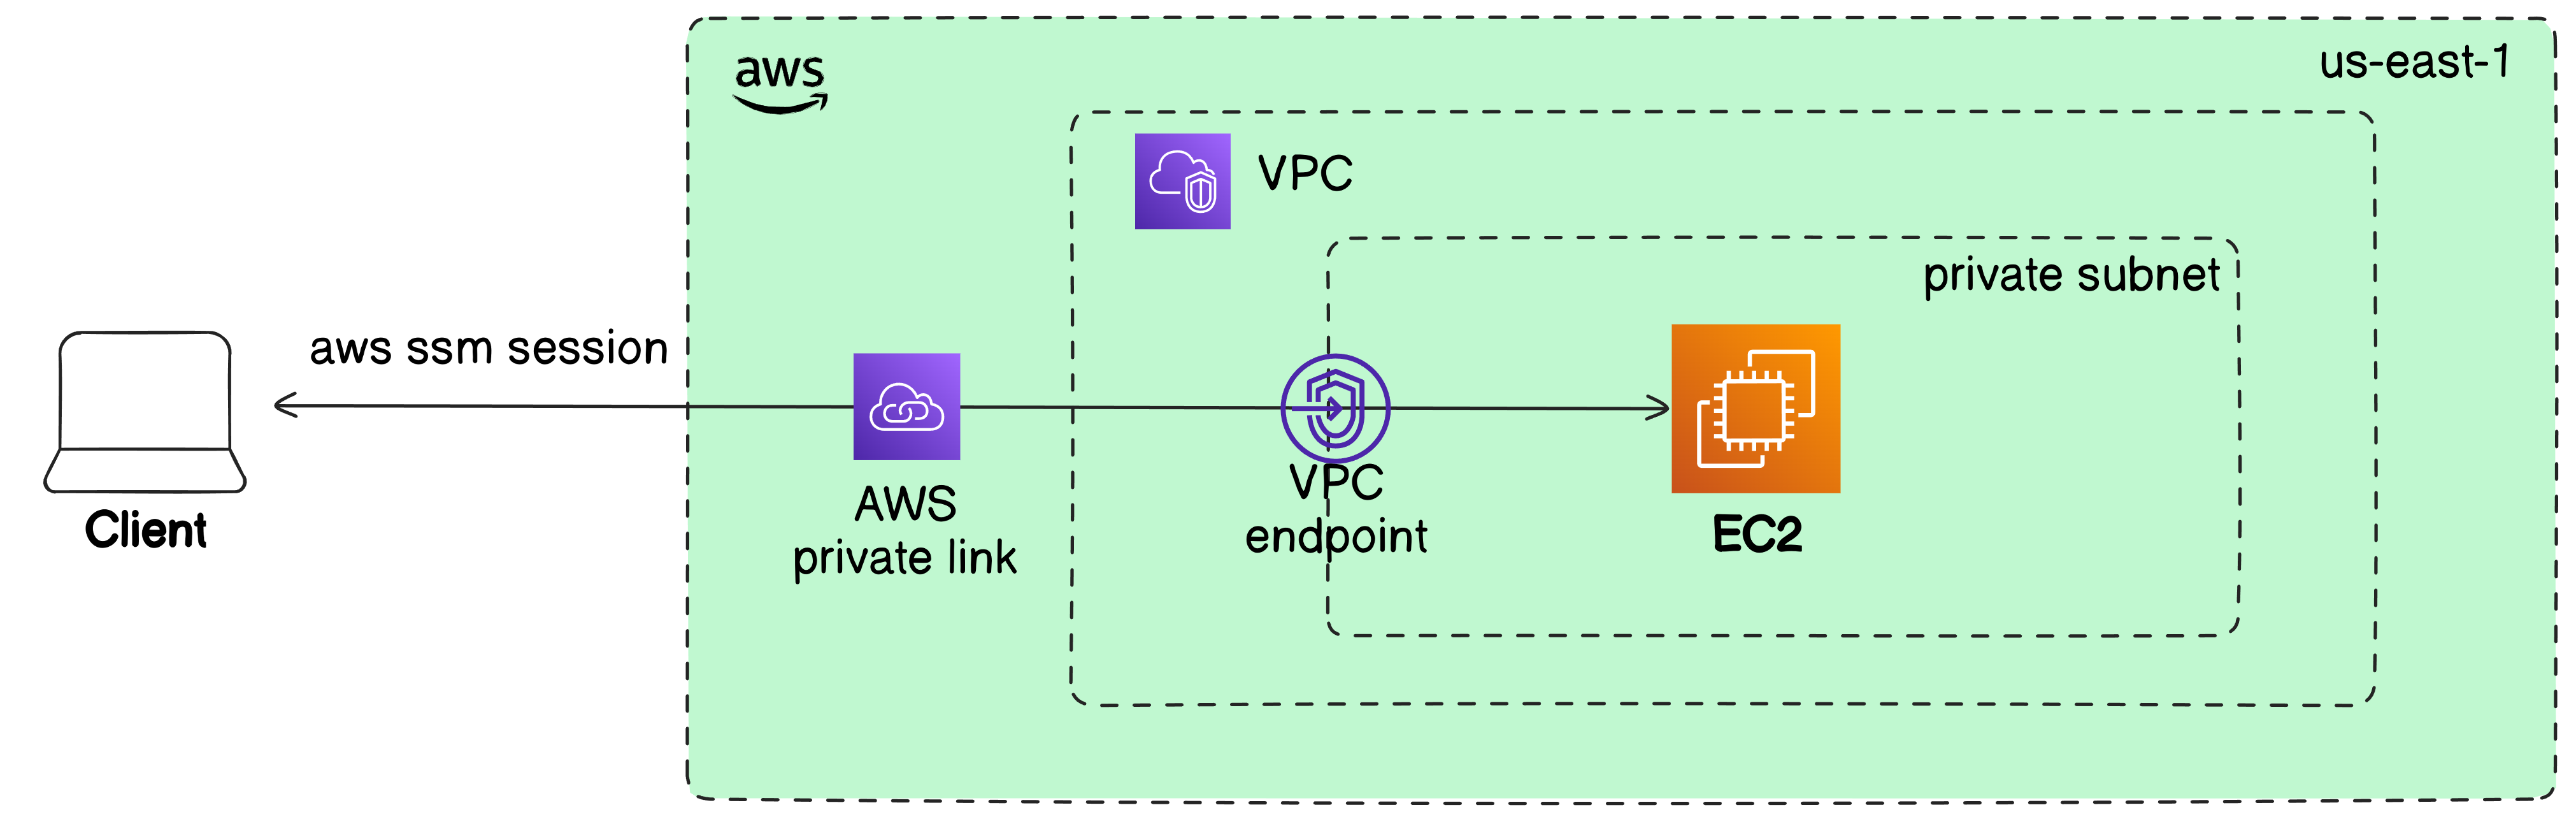 aws
us-east-1
VPC
private subnet
aws ssm session
AWS
private link
VPC
endpoint
Client
EC2